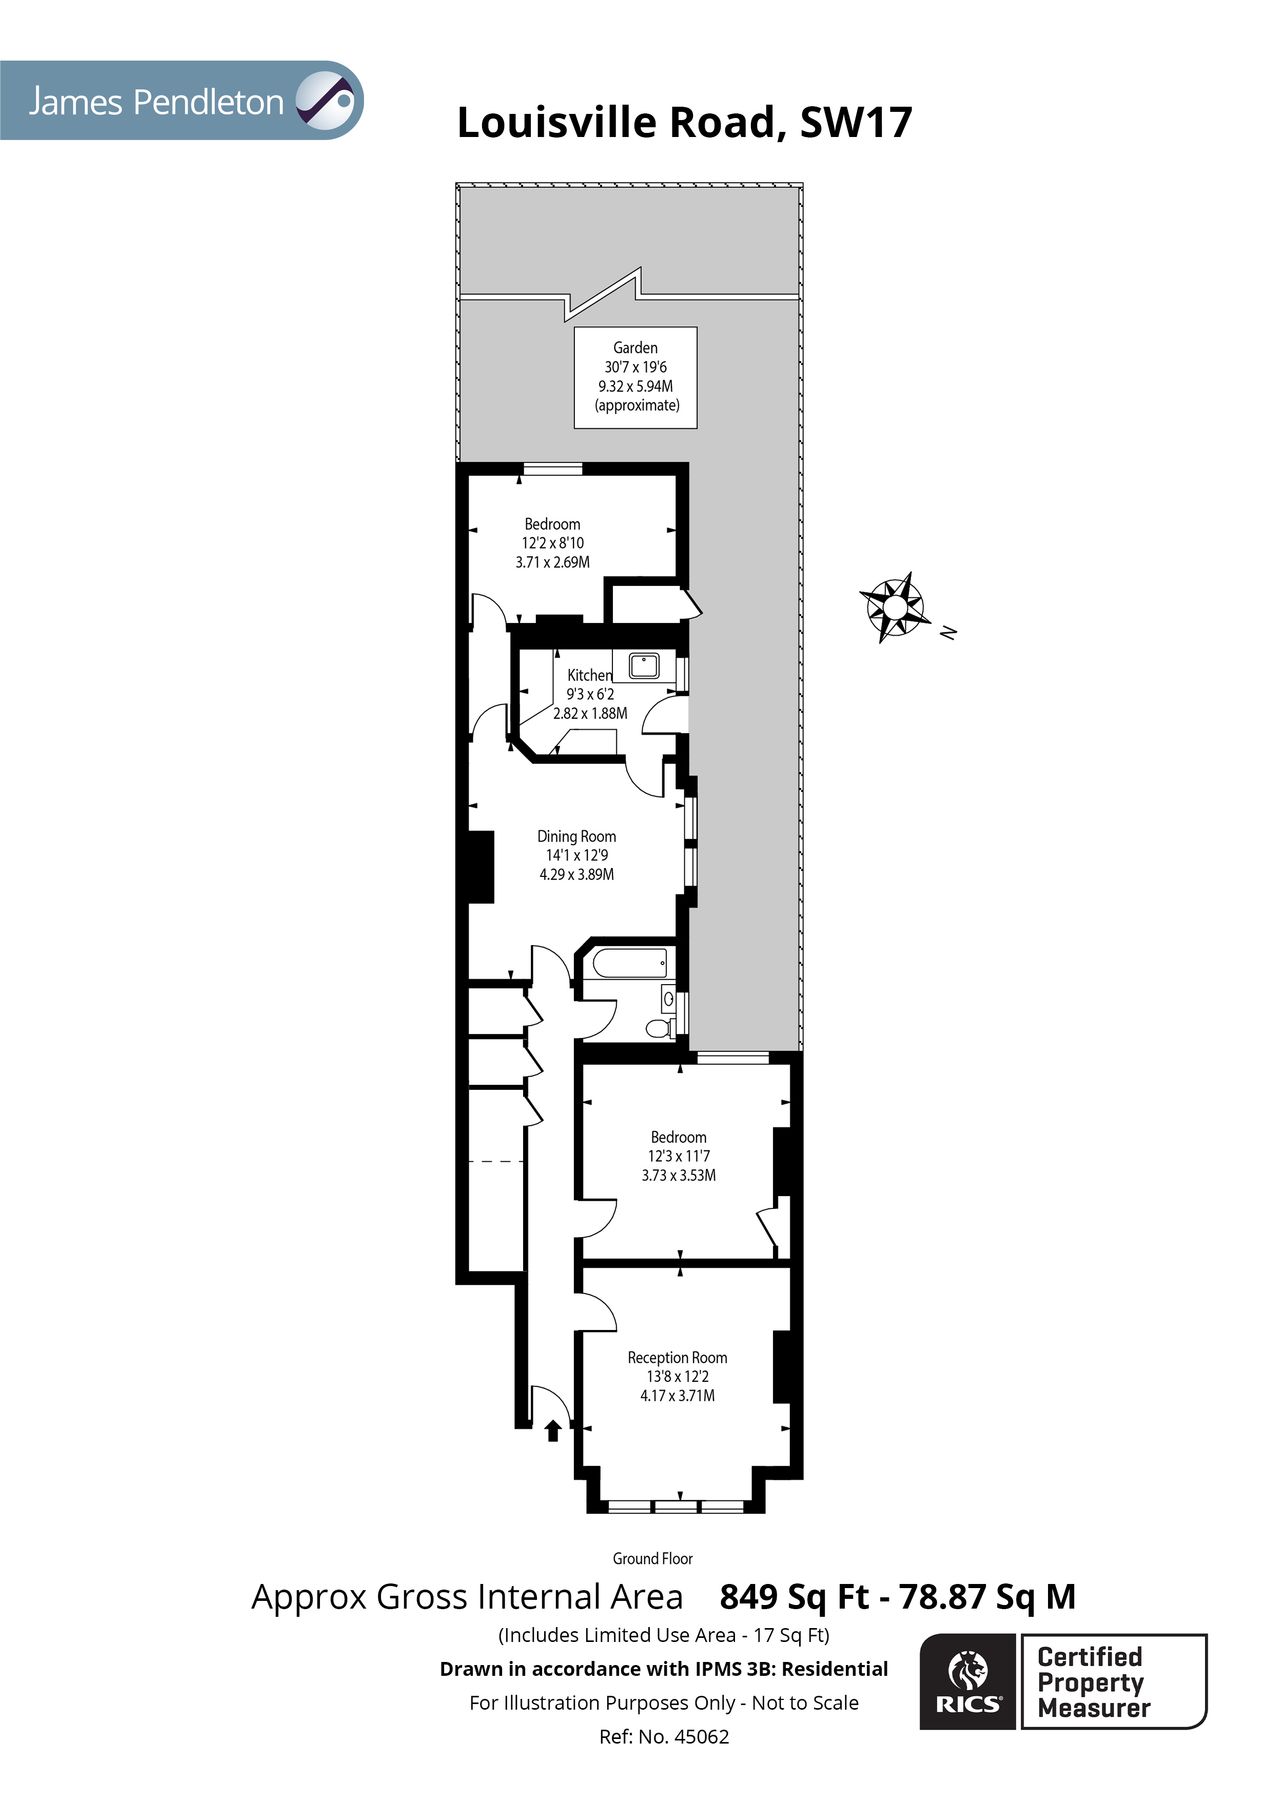 James Pendleton
Louisville Road, SW17
Garden
30'7 x 19'6
9.32 x 5.94M
(approximate)
Bedroom
12'2 x 8'10
3.71 x 2.69M
N
Kitchen
9'3 x 6'2
2.82 x 1.88M
Dining Room
14'1 x 12'9
4.29 x 3.89M
Bedroom
12'3 x 11'7
3.73 x 3.53M
Reception Room
13'8 x 12'2
4.17 x 3.71M
Ground Floor
Approx Gross Internal Area 849 Sq Ft - 78.87 Sq M
(Includes Limited Use Area - 17 Sq Ft)
Drawn in accordance with IPMS 3B: Residential
For Illustration Purposes Only - Not to Scale
Ref: No. 45062
RICS®
Certified
Property
Measurer